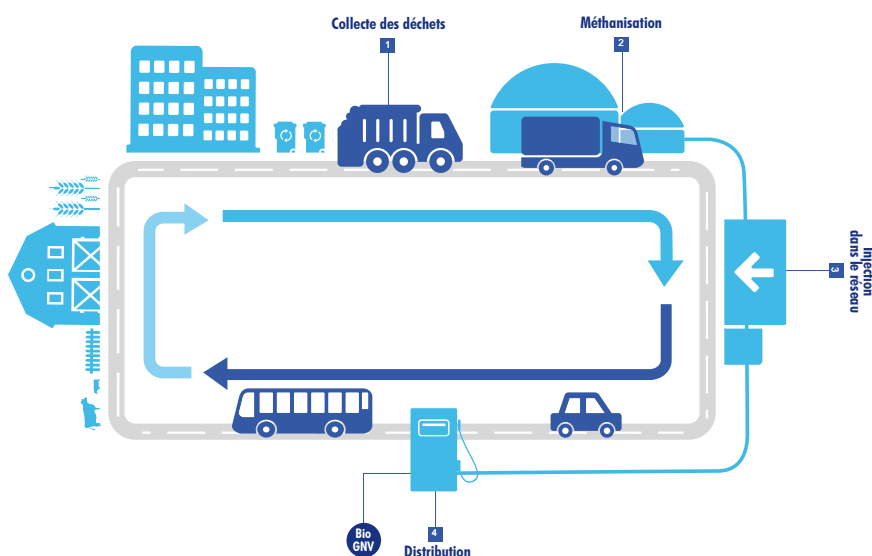 Collecte des déchets
1
Méthanisation
2
Injection
dans le réseau
3
Bio
GNV
4
Distribution